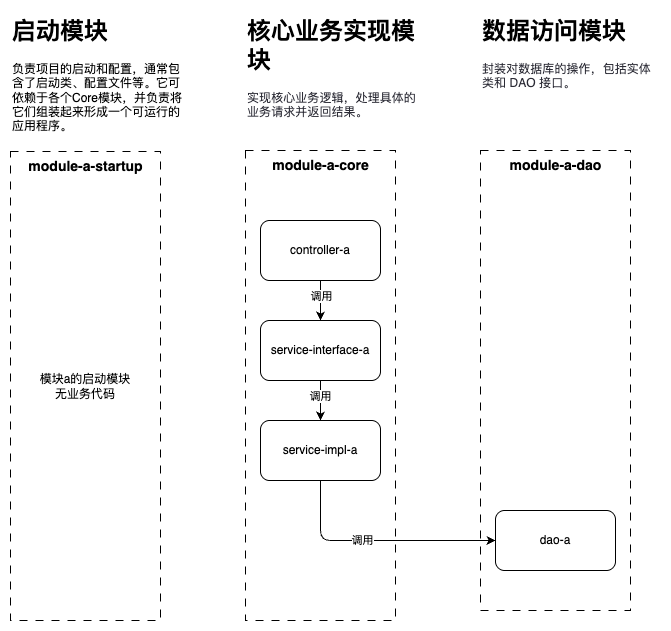 启动模块
负责项目的启动和配置，通常包
含了启动类、配置文件等。它可
依赖于各个Core模块，并负责将
它们组装起来形成一个可运行的
应用程序。
module-a-startup
模块a的启动模块
无业务代码
核心业务实现模
块
实现核心业务逻辑，处理具体的
业务请求并返回结果。
module-a-core
controller-a
调用
service-interface-a
调用
service-impl-a
调用
数据访问模块
封装对数据库的操作，包括实体
类和 DAO 接口。
module-a-dao
dao-a